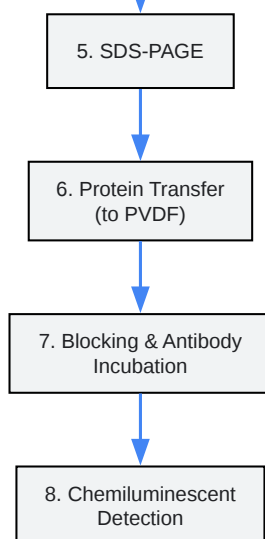 5. SDS-PAGE
6. Protein Transfer
(to PVDF)
7. Blocking & Antibody
Incubation
8. Chemiluminescent
Detection